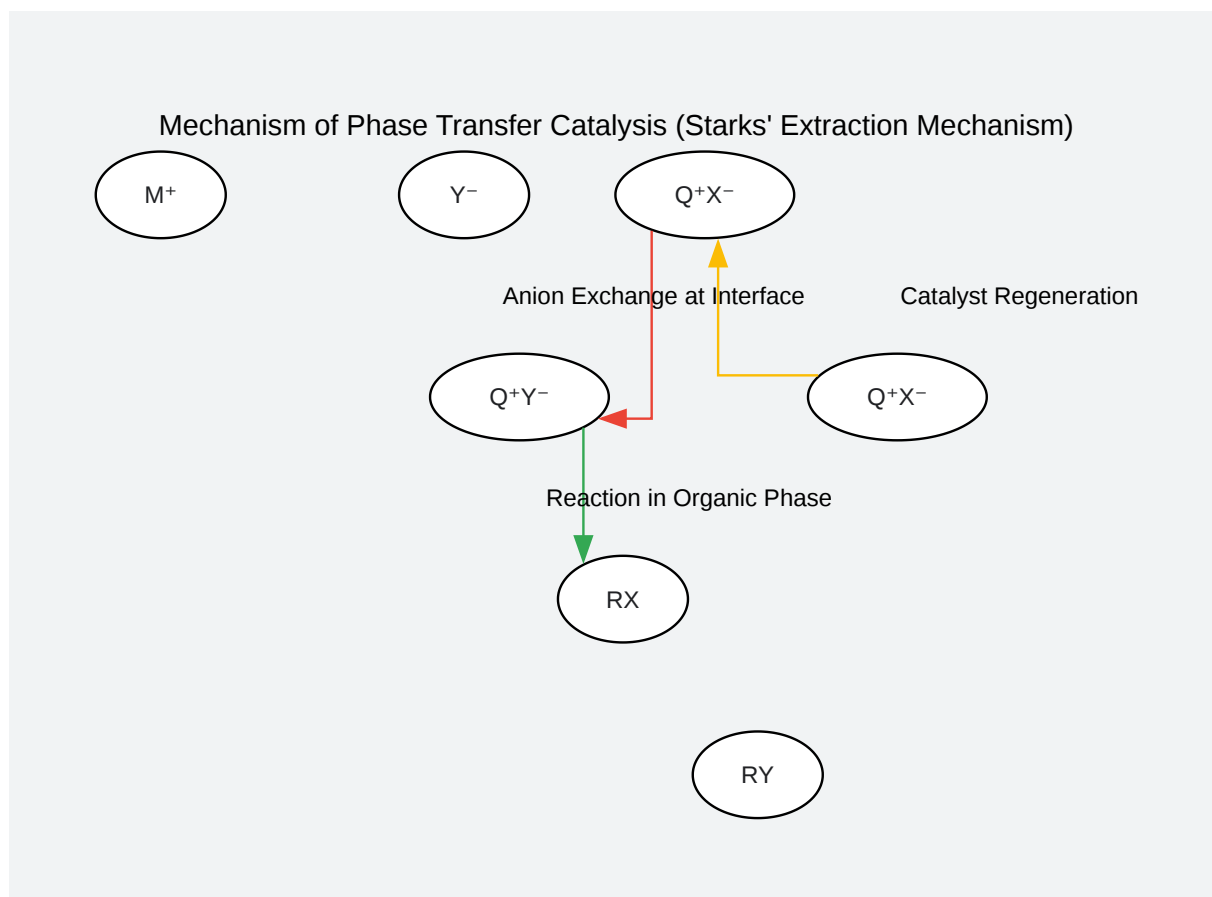 Mechanism of Phase Transfer Catalysis (Starks' Extraction Mechanism)
M⁺
Y⁻
Q⁺X⁻
Anion Exchange at Interface
Catalyst Regeneration
Q⁺Y⁻
Q⁺X⁻
Reaction in Organic Phase
RX
RY